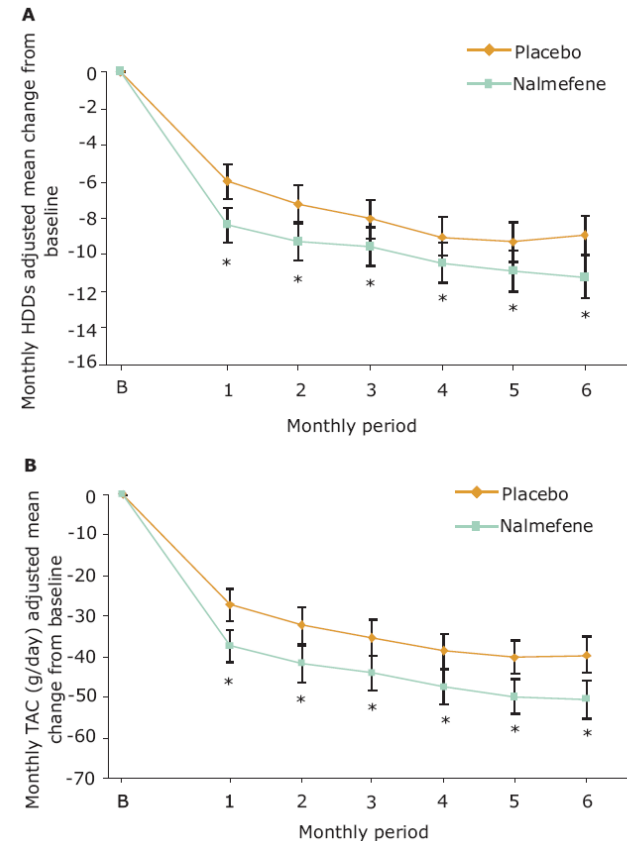 A
Placebo
Nalmefene
Monthly HDDs adjusted mean change from
baseline
0
-2
-4
-6
-8
-10
-12
-14
-16
* * * * * *
B 1 2 3 4 5 6
Monthly period
B
Placebo
Nalmefene
Monthly TAC (g/day) adjusted mean
change from baseline
0
-10
-20
-30
-40
-50
-60
-70
* * * * * *
B 1 2 3 4 5 6
Monthly period